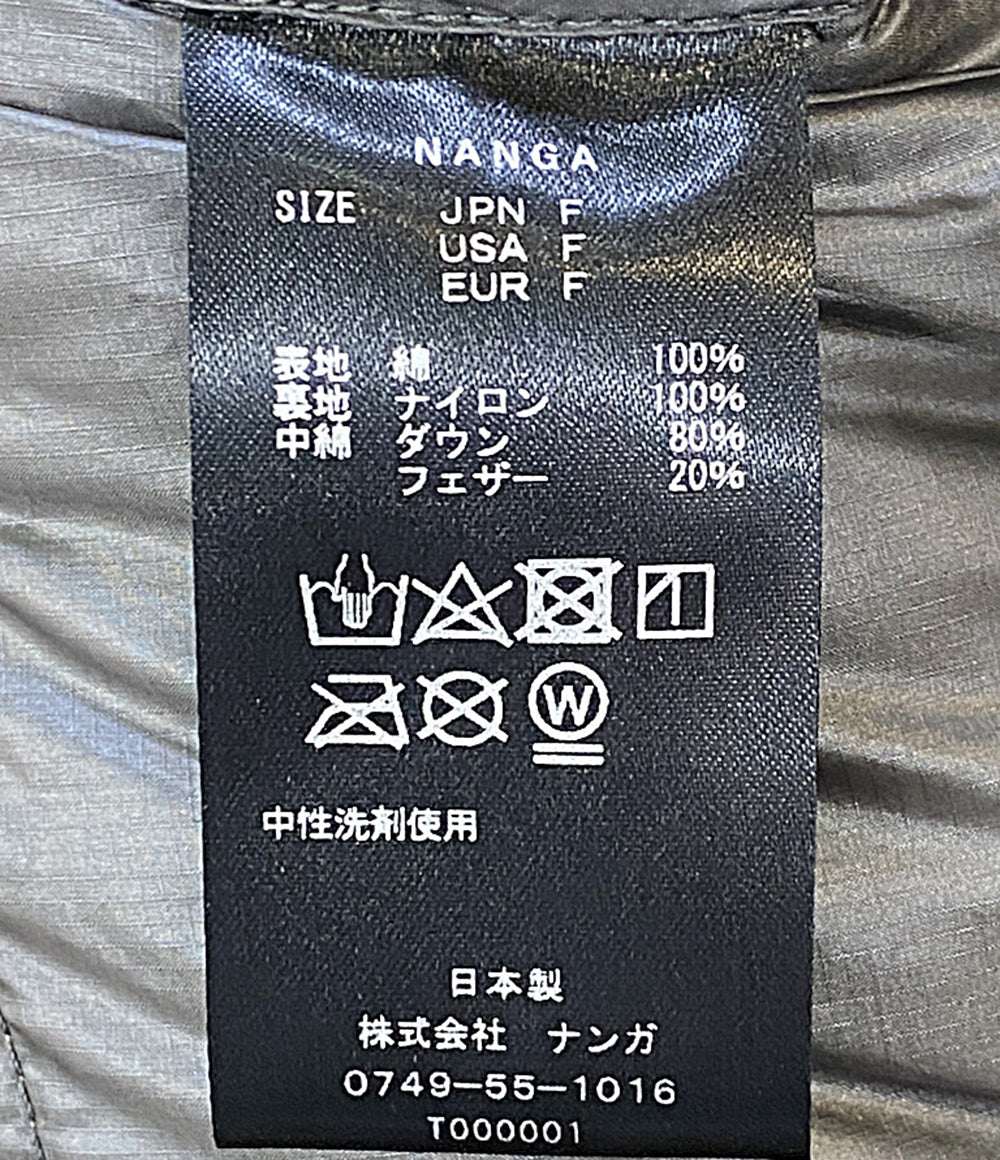 NANGA
SIZE JPN F
USA F
EUR F
表地 綿 100%
裏地 ナイロン 100%
中綿 ダウン 80%
フェザー 20%
W
中性洗剤使用
日本製
株式会社 ナンガ
0749-55-1016
T000001